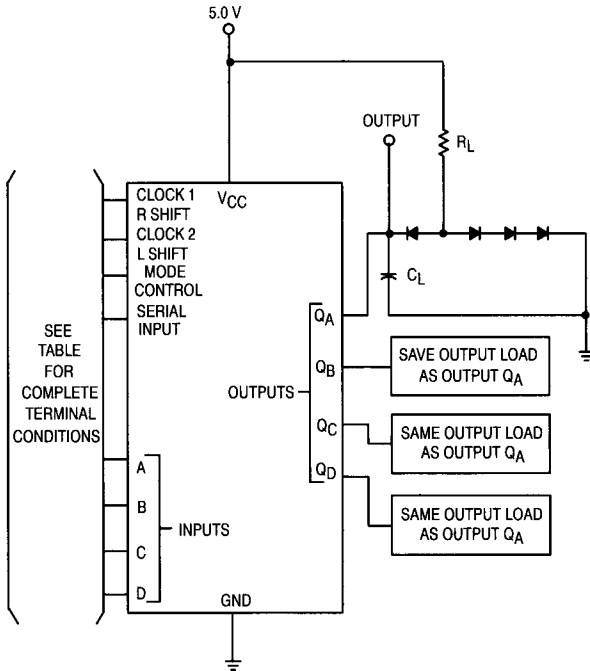 5.0 V
OUTPUT
RL
CLOCK 1
R SHIFT
CLOCK 2
L SHIFT
MODE
CONTROL
SERIAL
INPUT
VCC
CL
SEE
TABLE
FOR
COMPLETE
TERMINAL
CONDITIONS
OUTPUTS
QA
QB
QC
QD
SAVE OUTPUT LOAD
AS OUTPUT QA
SAME OUTPUT LOAD
AS OUTPUT QA
SAME OUTPUT LOAD
AS OUTPUT QA
A
B
C
D
INPUTS
GND